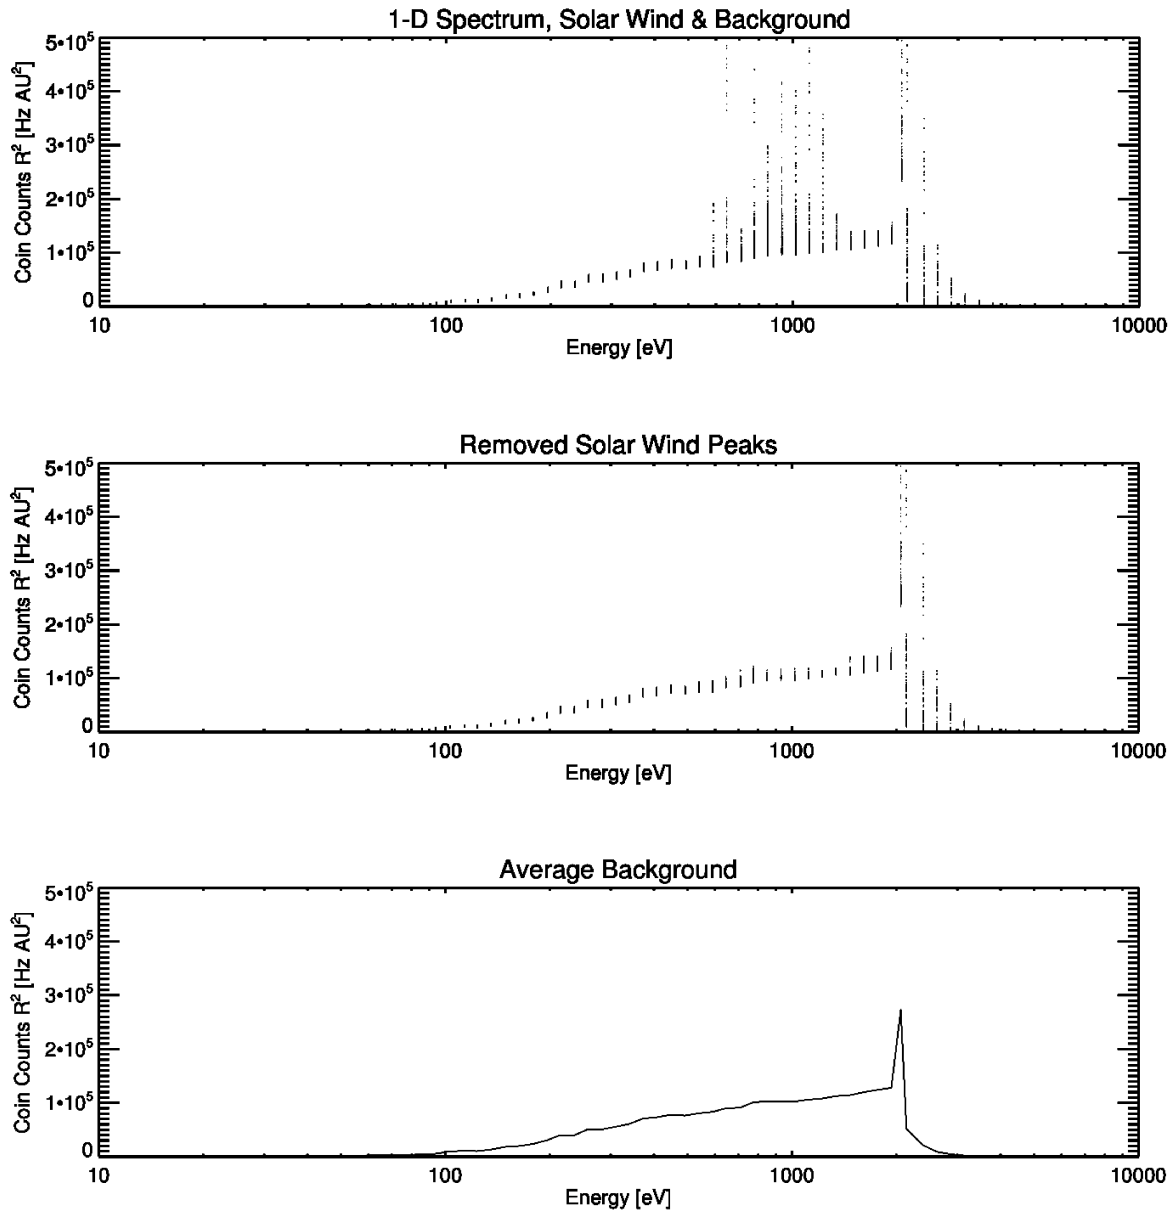 1-D Spectrum, Solar Wind & Background
5•10⁵
4•10⁵
3•10⁵
2•10⁵
1•10⁵
0
Coin Counts R² [Hz AU²]
10 100 1000 10000
Energy [eV]
Removed Solar Wind Peaks
5•10⁵
4•10⁵
3•10⁵
2•10⁵
1•10⁵
0
Coin Counts R² [Hz AU²]
10 100 1000 10000
Energy [eV]
Average Background
5•10⁵
4•10⁵
3•10⁵
2•10⁵
1•10⁵
0
Coin Counts R² [Hz AU²]
10 100 1000 10000
Energy [eV]